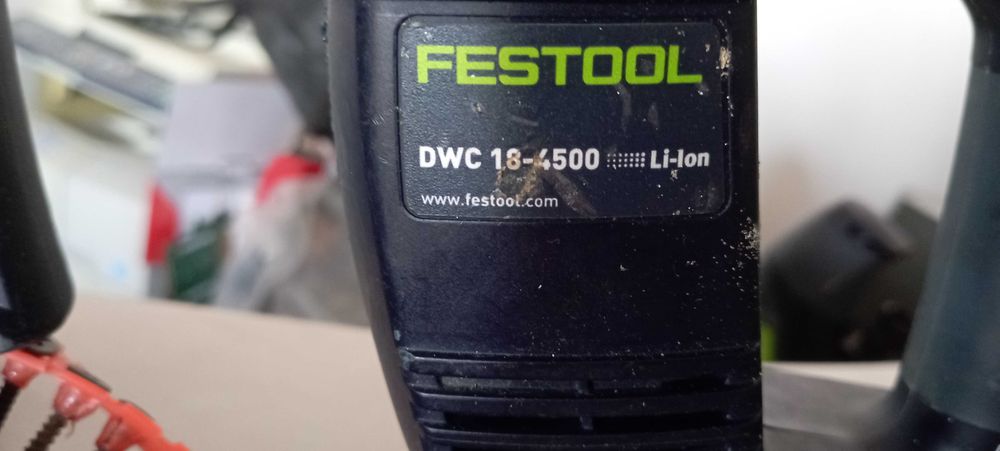 FESTOOL
DWC 18-4500 Li-Ion
www.festool.com